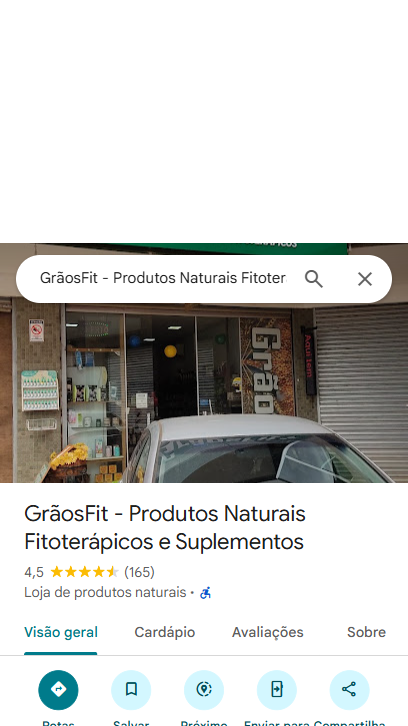 GrãosFit - Produtos Naturais Fitoter
Grão
GrãosFit - Produtos Naturais
Fitoterápicos e Suplementos
4,5 (165)
Loja de produtos naturais •
Visão geral Cardápio Avaliações Sobre
Rotas Salvar Próximo Enviar para Compartilha